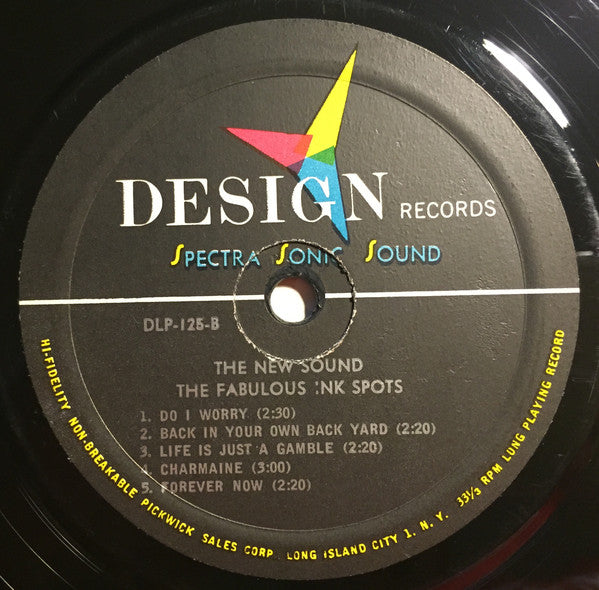 DESIGN RECORDS
SPECTRA SONIC SOUND
DLP-125-B
THE NEW SOUND
THE FABULOUS INK SPOTS
1. DO I WORRY (2:30)
2. BACK IN YOUR OWN BACK YARD (2:20)
3. LIFE IS JUST A GAMBLE (2:20)
4. CHARMAINE (3:00)
5. FOREVER NOW (2:20)
HI-FIDELITY NON-BREAKABLE PICKWICK SALES CORP., LONG ISLAND CITY 1, N. Y. 33⅓ RPM LONG PLAYING RECORD